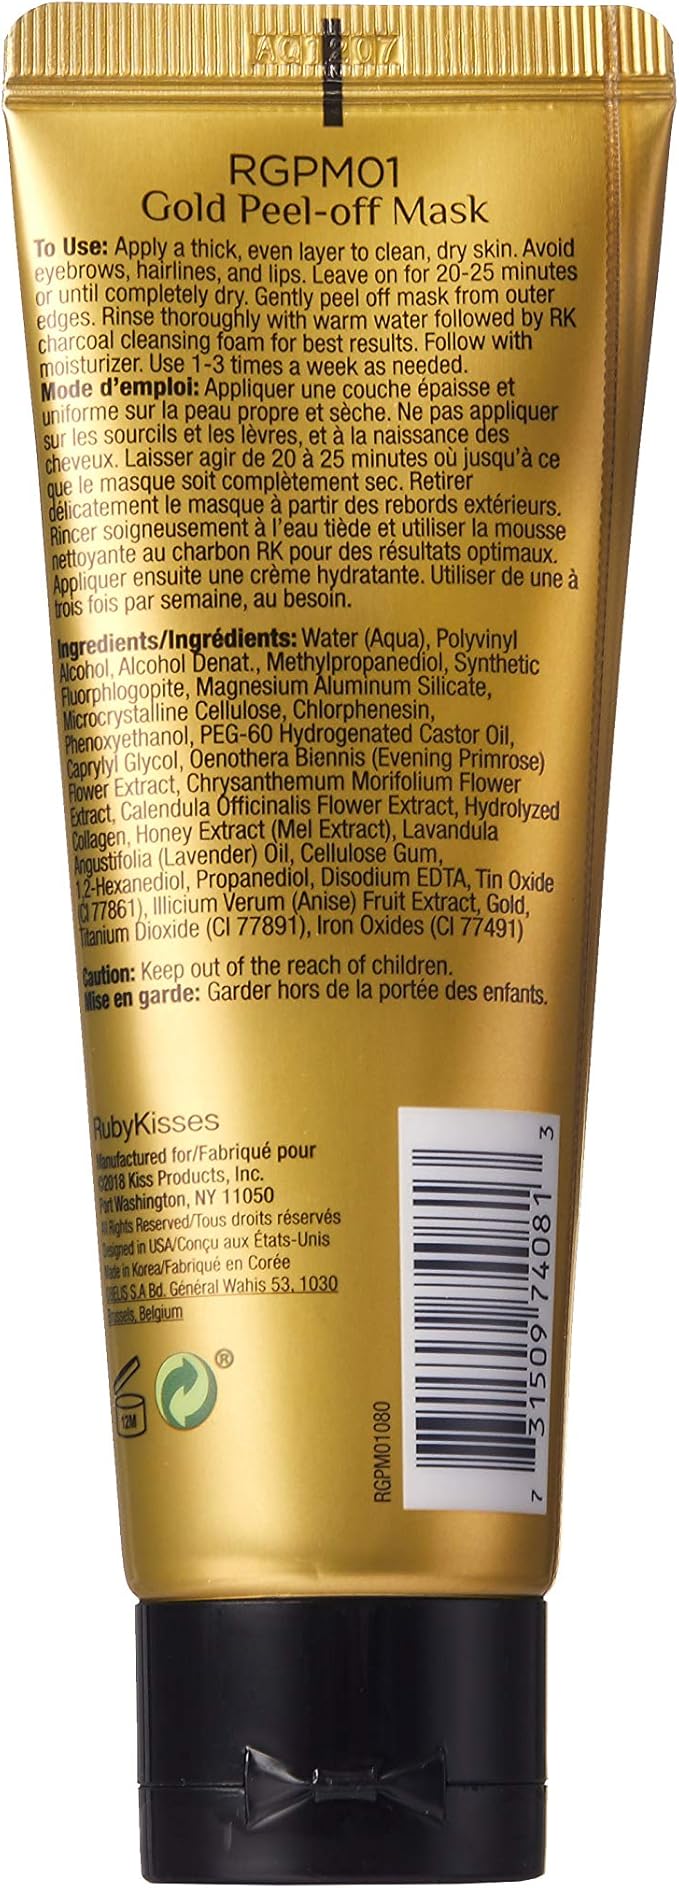 AQ1207
RGPM01
Gold Peel-off Mask
To Use: Apply a thick, even layer to clean, dry skin. Avoid
eyebrows, hairlines, and lips. Leave on for 20-25 minutes
or until completely dry. Gently peel off mask from outer
edges. Rinse thoroughly with warm water followed by RK
charcoal cleansing foam for best results. Follow with
moisturizer. Use 1-3 times a week as needed.
Mode d'emploi: Appliquer une couche épaisse et
uniforme sur la peau propre et sèche. Ne pas appliquer
sur les sourcils et les lèvres, et à la naissance des
cheveux. Laisser agir de 20 à 25 minutes où jusqu'à ce
que le masque soit complètement sec. Retirer
délicatement le masque à partir des rebords extérieurs.
Rincer soigneusement à l'eau tiède et utiliser la mousse
nettoyante au charbon RK pour des résultats optimaux.
Appliquer ensuite une crème hydratante. Utiliser de une à
trois fois par semaine, au besoin.
Ingredients/Ingrédients: Water (Aqua), Polyvinyl
Alcohol, Alcohol Denat., Methylpropanediol, Synthetic
Fluorphlogopite, Magnesium Aluminum Silicate,
Microcrystalline Cellulose, Chlorphenesin,
Phenoxyethanol, PEG-60 Hydrogenated Castor Oil,
Caprylyl Glycol, Oenothera Biennis (Evening Primrose)
Flower Extract, Chrysanthemum Morifolium Flower
Extract, Calendula Officinalis Flower Extract, Hydrolyzed
Collagen, Honey Extract (Mel Extract), Lavandula
Angustifolia (Lavender) Oil, Cellulose Gum,
1,2-Hexanediol, Propanediol, Disodium EDTA, Tin Oxide
(CI 77861), Illicium Verum (Anise) Fruit Extract, Gold,
Titanium Dioxide (CI 77891), Iron Oxides (CI 77491)
Caution: Keep out of the reach of children.
Mise en garde: Garder hors de la portée des enfants.
RubyKisses
Manufactured for/Fabriqué pour
©2018 Kiss Products, Inc.
Port Washington, NY 11050
All Rights Reserved/Tous droits réservés
Designed in USA/Conçu aux États-Unis
Made in Korea/Fabriqué en Corée
S.A Bd. Général Wahis 53, 1030
Brussels, Belgium
12M
®
RGPM01080
7 31509 74081 3